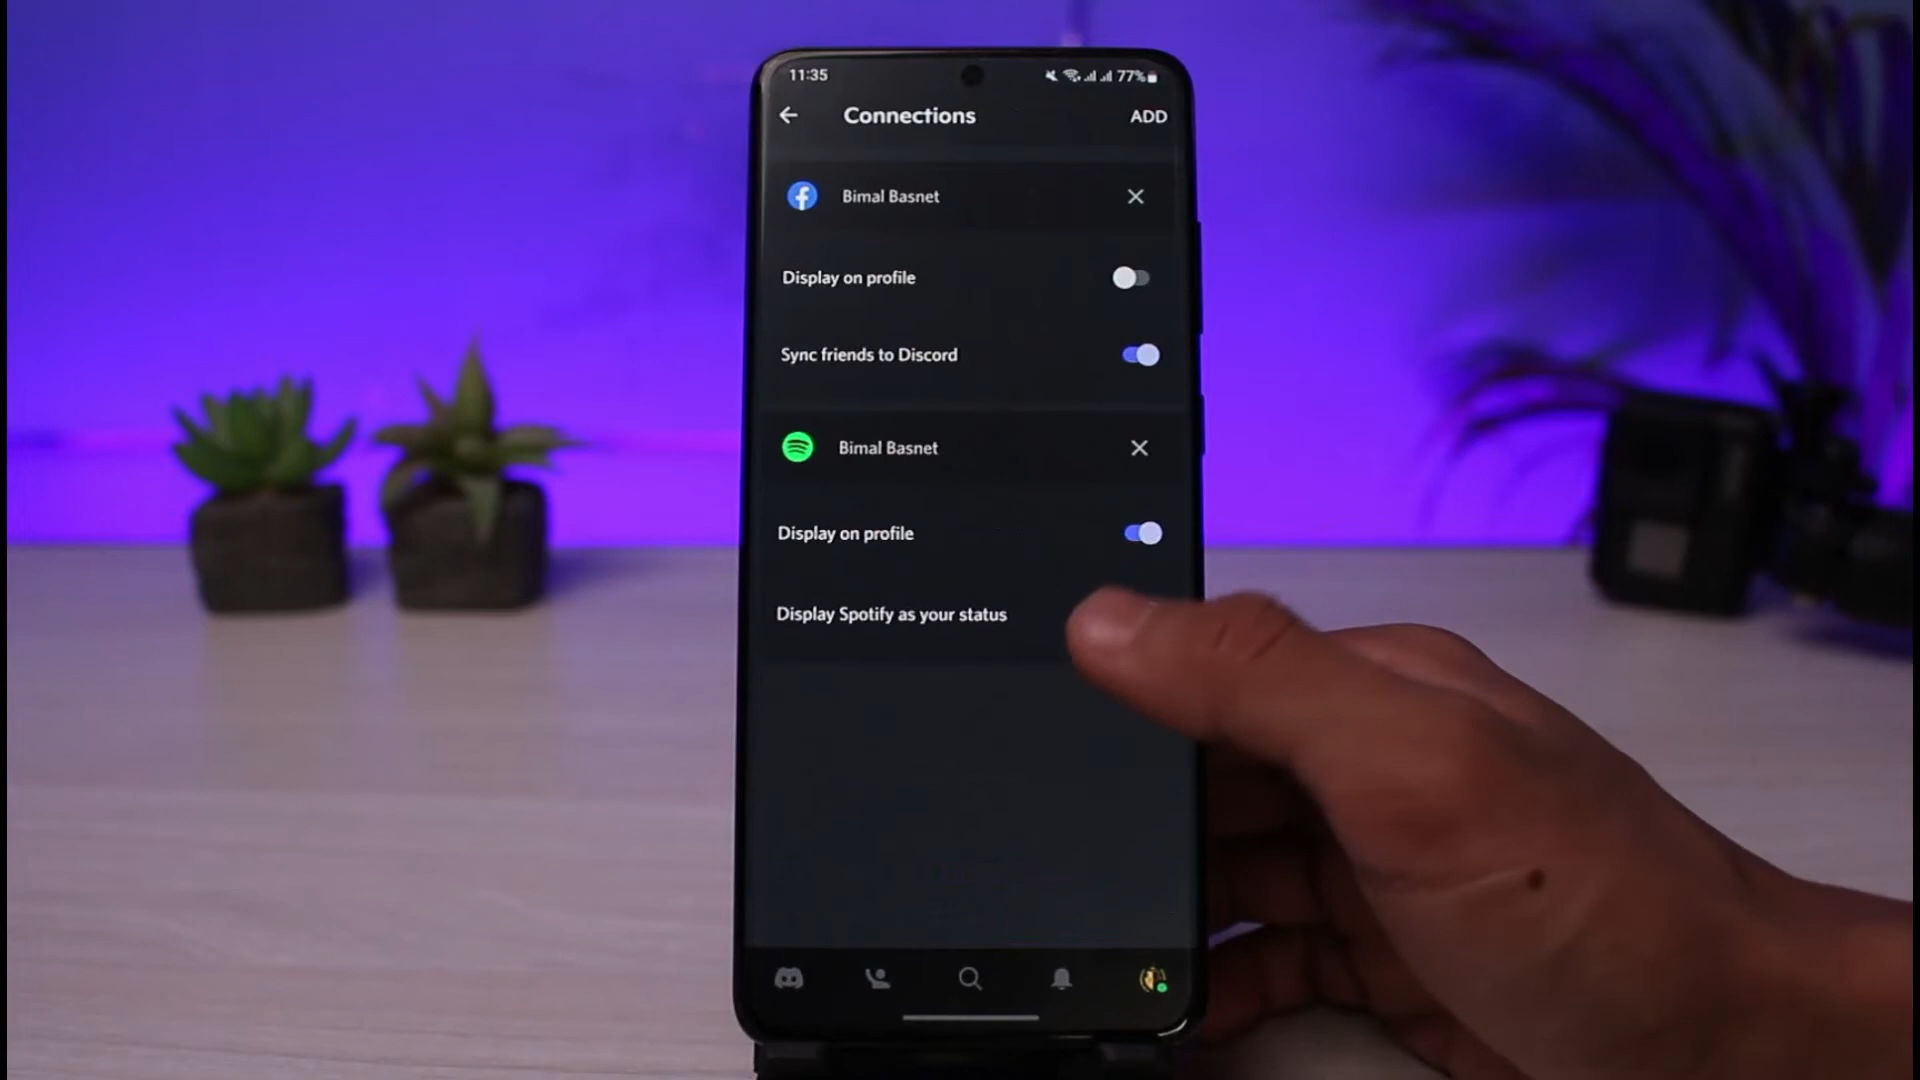 11:35
77%
Connections
ADD
Bimal Basnet
Display on profile
Sync friends to Discord
Bimal Basnet
Display on profile
Display Spotify as your status